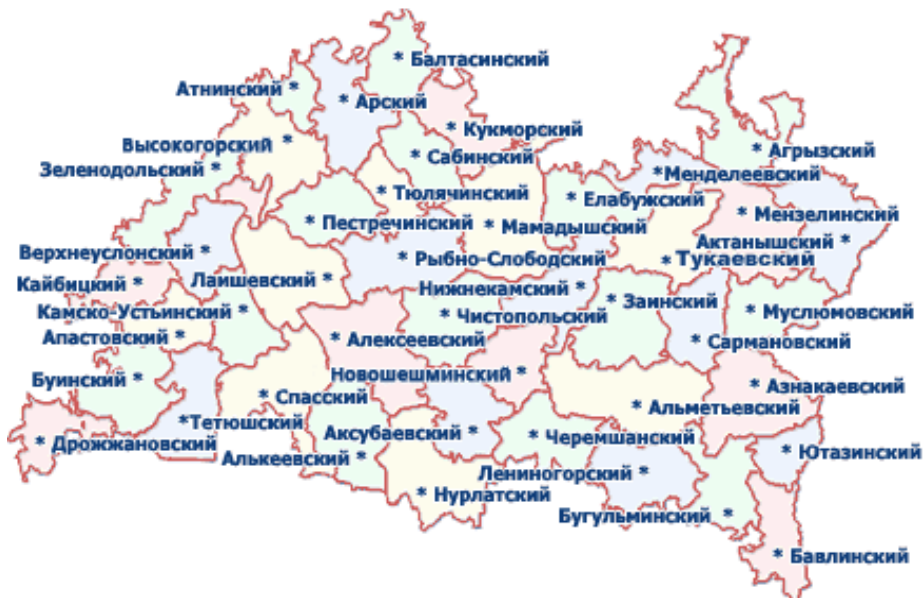 * Балтасинский
Атнинский *
* Арский
* Кукморский
Высокогорский *
* Агрызский
* Сабинский
Зеленодольский *
* Менделеевский
* Тюлячинский
* Елабужский
* Мензелинский
* Пестречинский
* Мамадышский
Актанышский *
Верхнеуслонский *
* Рыбно-Слободский
* Тукаевский
Кайбицкий *
Лаишевский *
Нижнекамский *
* Заинский
Камско-Устьинский *
* Чистопольский
* Муслюмовский
Апастовский *
* Алексеевский
* Сармановский
Буинский *
Новошешминский *
* Азнакаевский
* Спасский
* Альметьевский
*Тетюшский
Аксубаевский *
* Черемшанский
* Дрожжановский
* Ютазинский
Алькеевский *
Лениногорский *
* Нурлатский
Бугульминский *
* Бавлинский